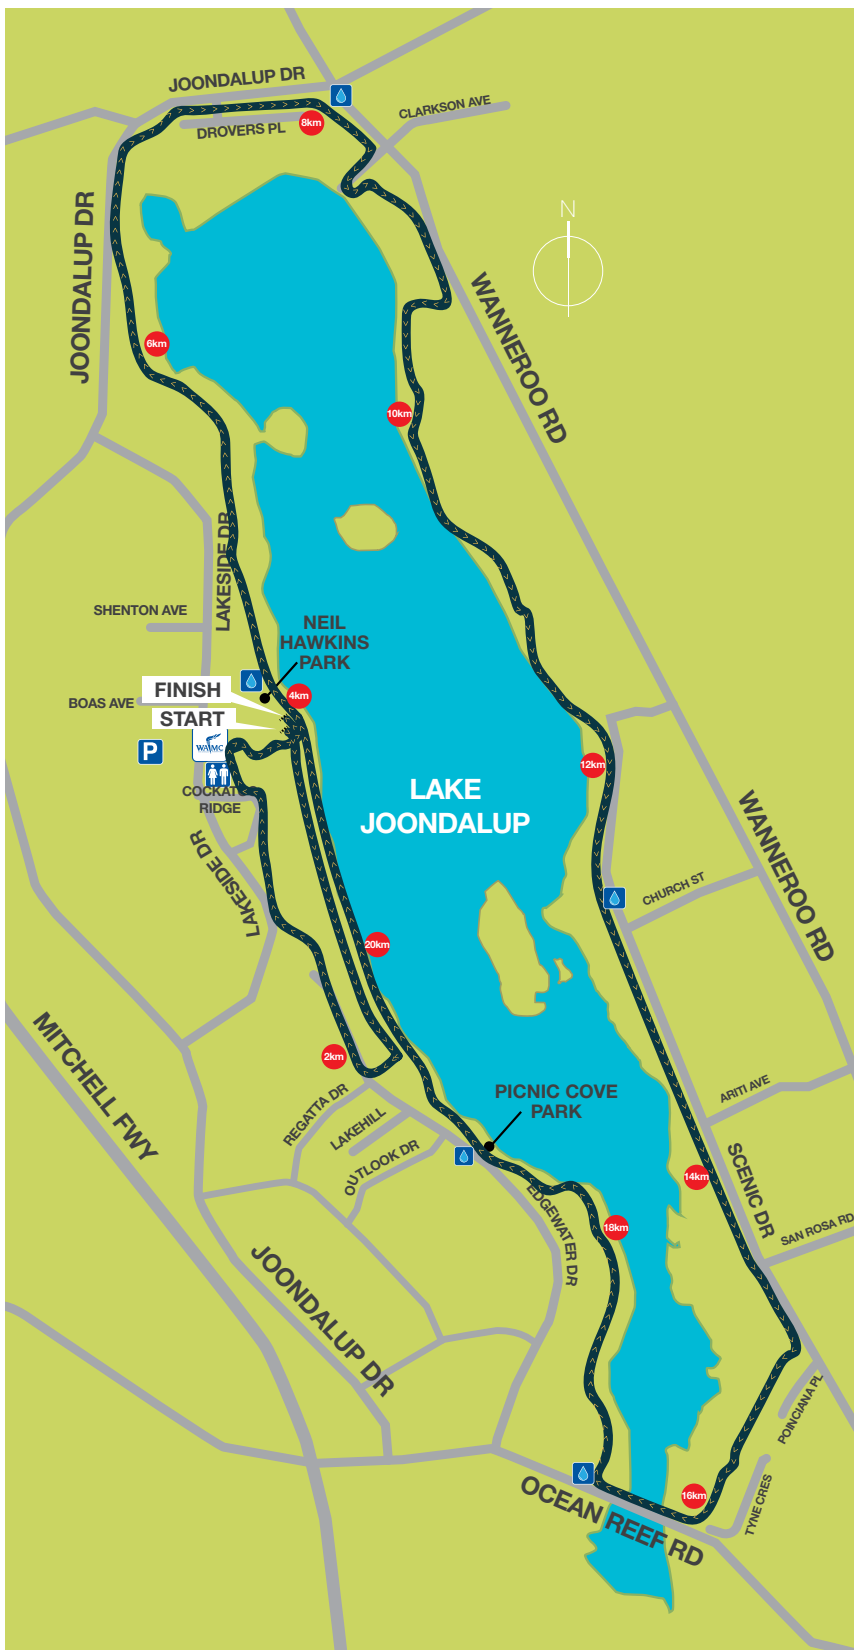 JOONDALUP DR
CLARKSON AVE
DROVERS PL
8km
JOONDALUP DR
N
WANNEROO RD
6km
10km
LAKESIDE DR
SHENTON AVE
NEIL
HAWKINS
PARK
BOAS AVE
FINISH
4km
START
WAMC
P
12km
COCKAT
RIDGE
LAKE
JOONDALUP
WANNEROO RD
LAKESIDE DR
CHURCH ST
20km
MITCHELL FWY
2km
ARITI AVE
PICNIC COVE
PARK
REGATTA DR
LAKEHILL
OUTLOOK DR
SCENIC DR
14km
EDGEWATER DR
18km
SAN ROSA RD
JOONDALUP DR
POINCIANA PL
16km
TYNE CRES
OCEAN REEF RD